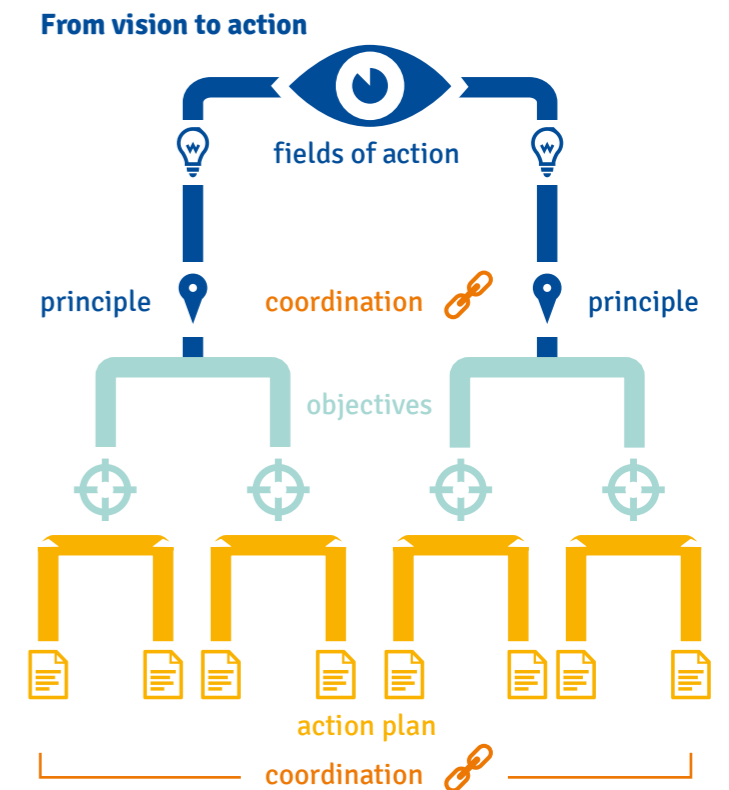 From vision to action
fields of action
principle
coordination
principle
objectives
action plan
coordination